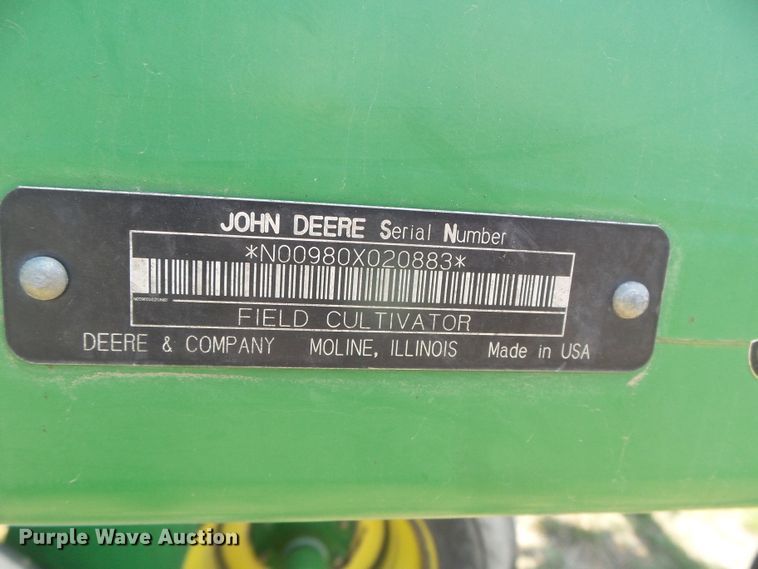 JOHN DEERE Serial Number
*N00980X020883*
FIELD CULTIVATOR
DEERE & COMPANY MOLINE, ILLINOIS Made in USA
Purple Wave Auction